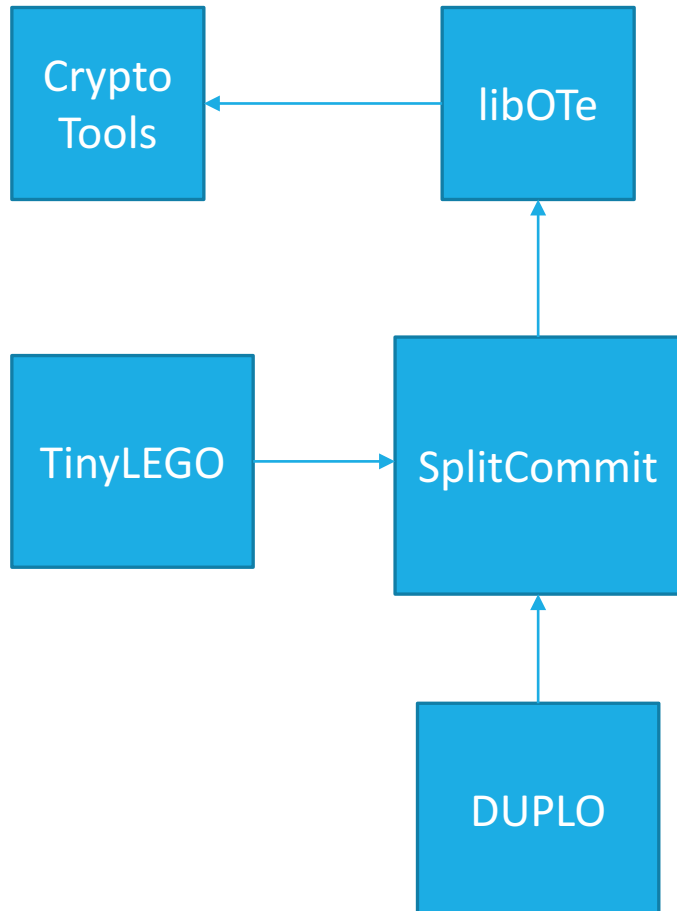 Crypto
Tools
libOTe
TinyLEGO
SplitCommit
DUPLO